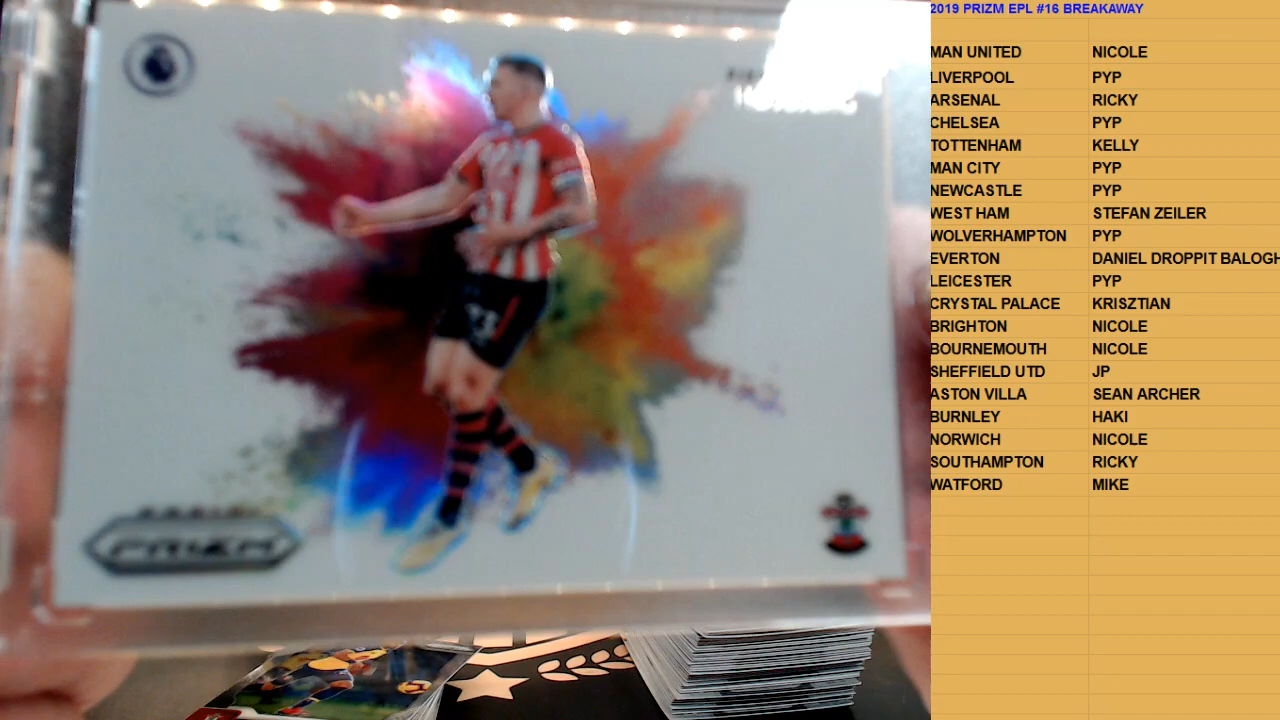 2019 PRIZM EPL #16 BREAKAWAY
MAN UNITED NICOLE
LIVERPOOL PYP
ARSENAL RICKY
CHELSEA PYP
TOTTENHAM KELLY
MAN CITY PYP
NEWCASTLE PYP
WEST HAM STEFAN ZEILER
WOLVERHAMPTON PYP
EVERTON DANIEL DROPPIT BALOGH
LEICESTER PYP
CRYSTAL PALACE KRISZTIAN
BRIGHTON NICOLE
BOURNEMOUTH NICOLE
SHEFFIELD UTD JP
ASTON VILLA SEAN ARCHER
BURNLEY HAKI
NORWICH NICOLE
SOUTHAMPTON RICKY
WATFORD MIKE
PRIZM
23